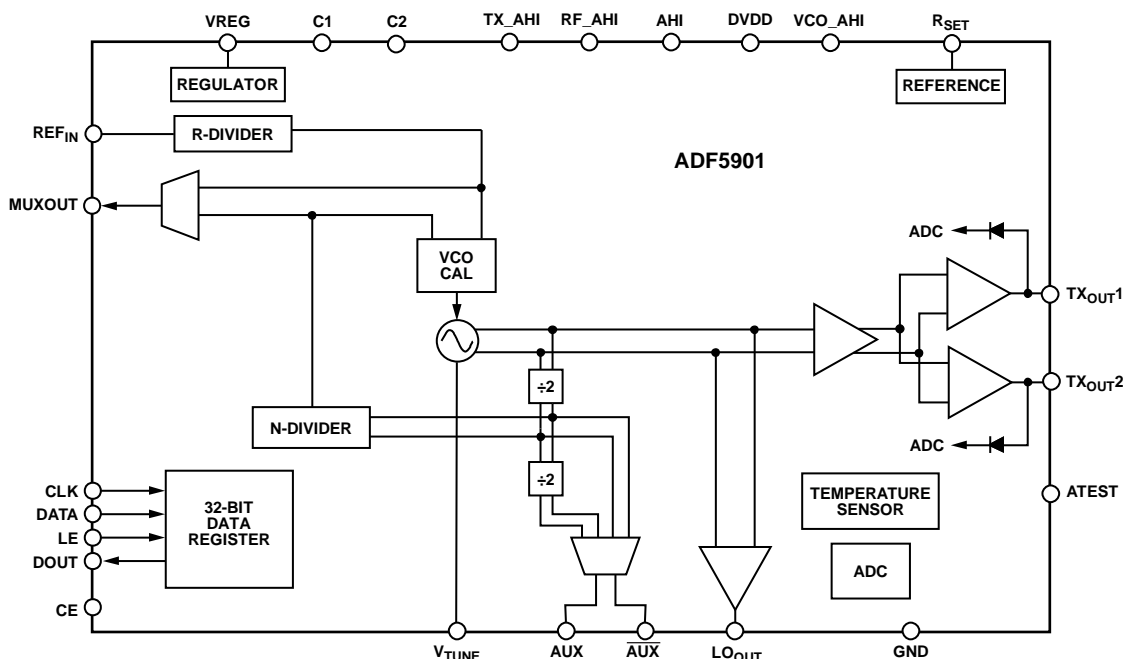 VREG C1 C2 TX_AHI RF_AHI AHI DVDD VCO_AHI RSET
REGULATOR
REFERENCE
REFIN
R-DIVIDER
ADF5901
MUXOUT
ADC
VCO
CAL
TXOUT1
÷2
TXOUT2
N-DIVIDER
ADC
CLK
DATA
LE
DOUT
32-BIT
DATA
REGISTER
÷2
TEMPERATURE
SENSOR
ATEST
ADC
CE
VTUNE AUX AUX LOOUT GND